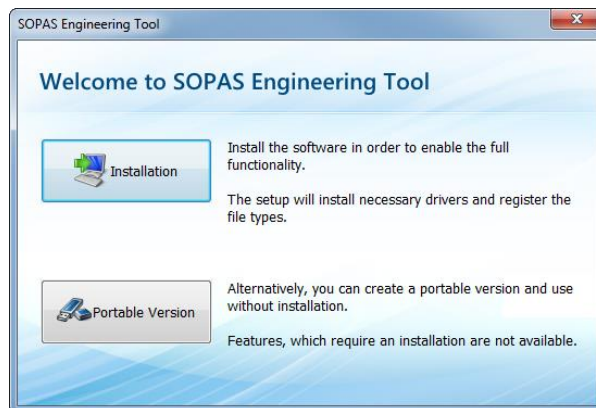 SOPAS Engineering Tool
Welcome to SOPAS Engineering Tool
Installation
Install the software in order to enable the full
functionality.
The setup will install necessary drivers and register the
file types.
Portable Version
Alternatively, you can create a portable version and use
without installation.
Features, which require an installation are not available.